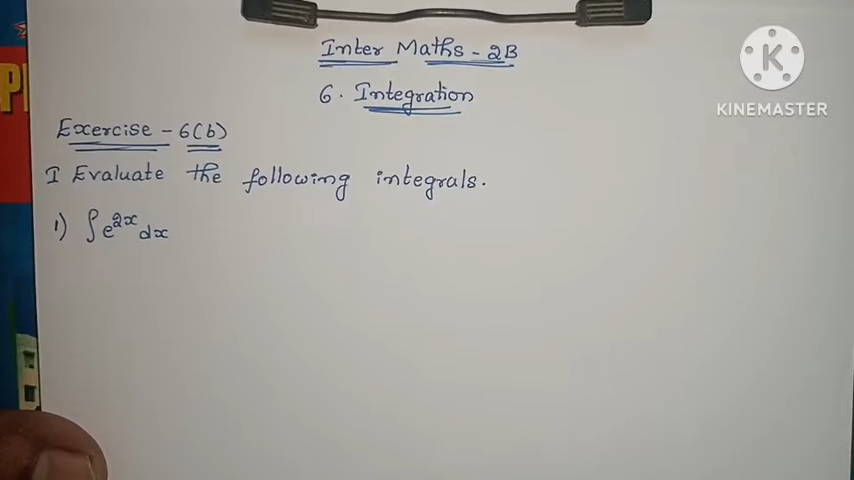 Inter Maths - 2B
6. Integration
K
KINEMASTER
Exercise - 6(b)
I Evaluate the following integrals.
1) ∫e^2x dx